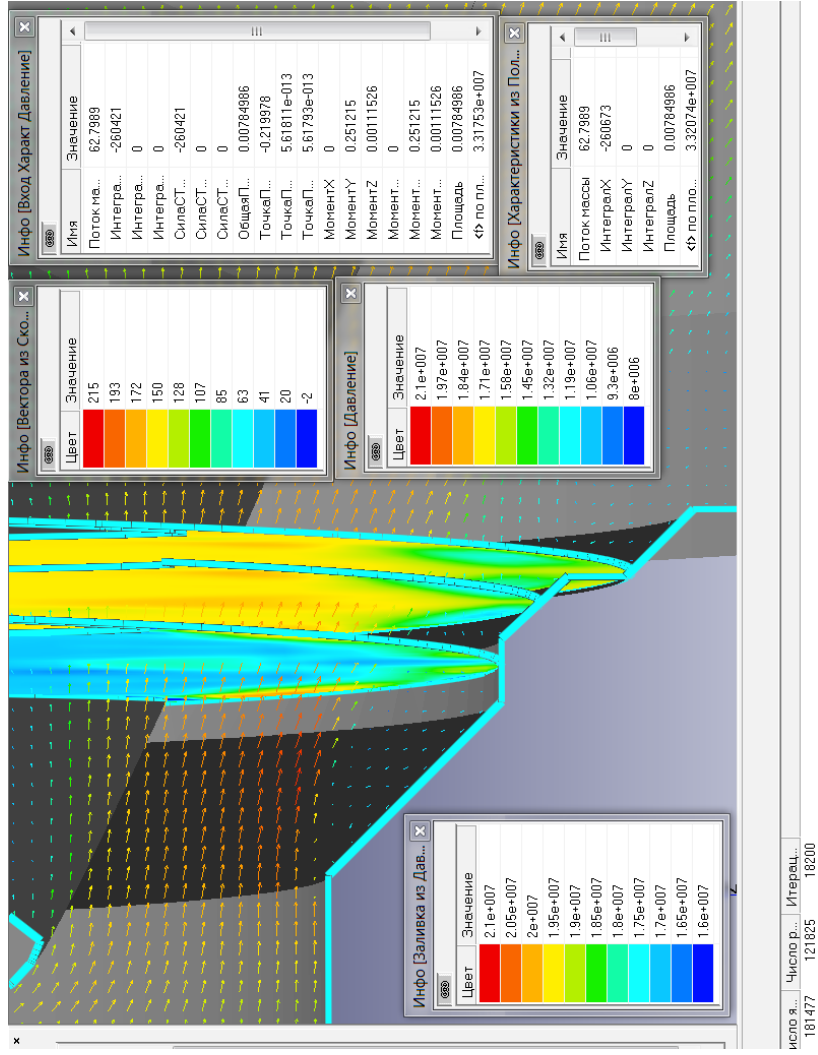 Инфо [Вектора из Ско...
Цвет Значение
215
193
172
150
128
107
85
63
41
20
-2
Инфо [Вход Характ Давление]
Имя Значение
Поток ма... 62.7989
Интегра... -260421
Интегра... 0
Интегра... 0
СилаСТ... -260421
СилаСТ... 0
СилаСТ... 0
ОбщаяП... 0.00784986
ТочкаП... -0.219978
ТочкаП... 5.61811e-013
ТочкаП... 5.61793e-013
МоментX 0
МоментY 0.251215
МоментZ 0.00111526
Момент... 0
Момент... 0.251215
Момент... 0.00111526
Площадь 0.00784986
<f> по пл... 3.31753e+007
Инфо [Заливка из Дав...
Цвет Значение
2.1e+007
2.05e+007
2e+007
1.95e+007
1.9e+007
1.85e+007
1.8e+007
1.75e+007
1.7e+007
1.65e+007
1.6e+007
Инфо [Давление]
Цвет Значение
2.1e+007
1.97e+007
1.84e+007
1.71e+007
1.58e+007
1.45e+007
1.32e+007
1.19e+007
1.06e+007
9.3e+006
8e+006
Инфо [Характеристики из Пол...
Имя Значение
Поток массы 62.7989
ИнтегралX -260673
ИнтегралY 0
ИнтегралZ 0
Площадь 0.00784986
<f> по пло... 3.32074e+007
исло я... Число р... Итерац...
181477 121825 18200